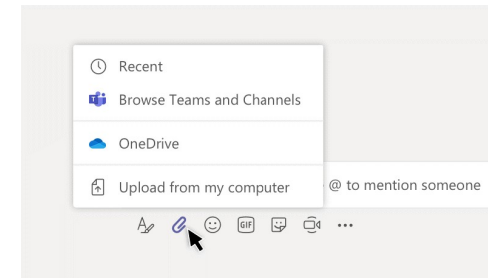 Recent
Browse Teams and Channels
OneDrive
Upload from my computer
@ to mention someone
GIF